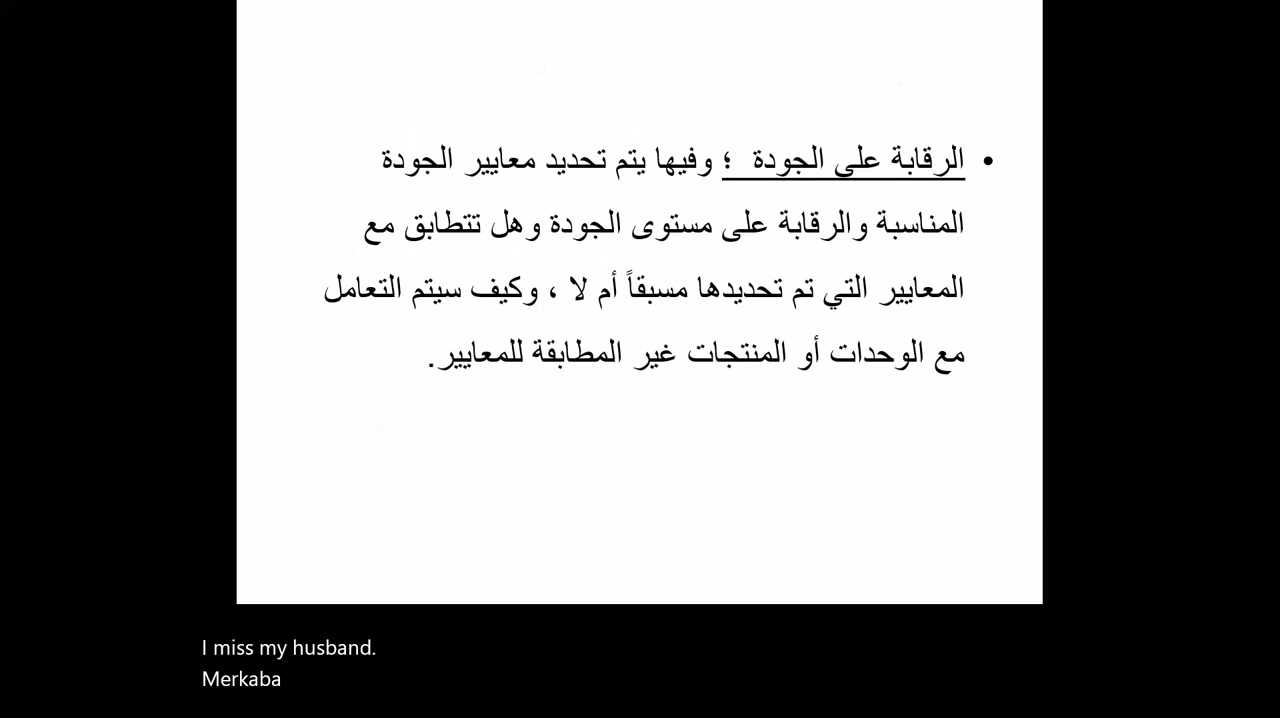 • الرقابة على الجودة ؛ وفيها يتم تحديد معايير الجودة
المناسبة والرقابة على مستوى الجودة وهل تتطابق مع
المعايير التي تم تحديدها مسبقاً أم لا ، وكيف سيتم التعامل
مع الوحدات أو المنتجات غير المطابقة للمعايير.
I miss my husband.
Merkaba